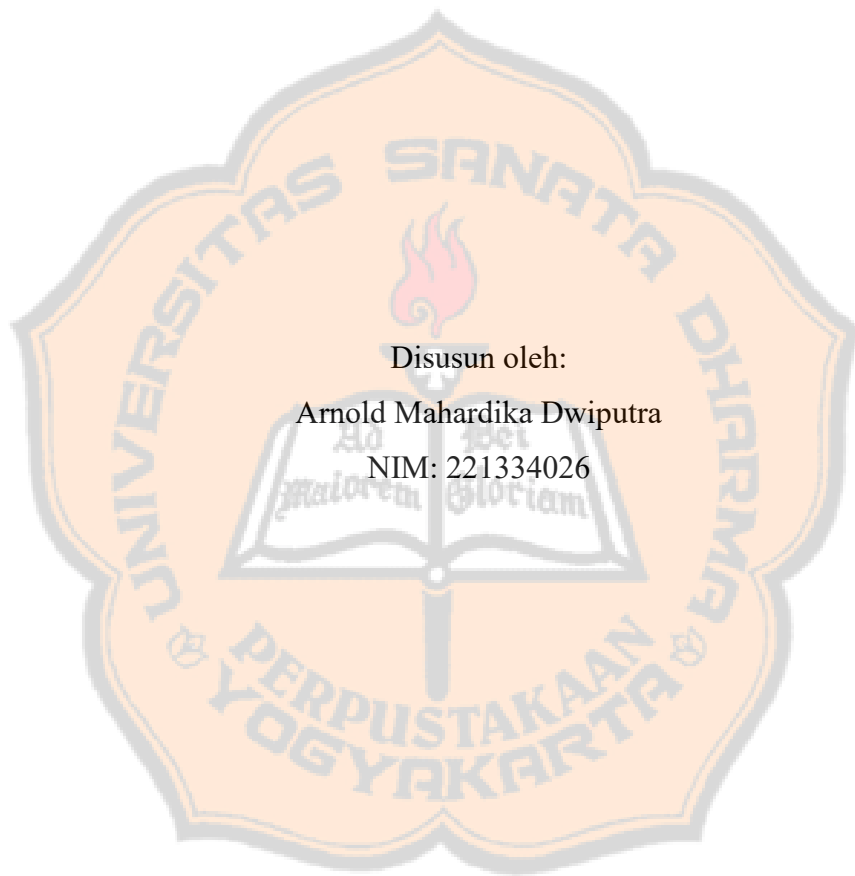 UNIVERSITAS SANATA DHARMA
Disusun oleh:
Arnold Mahardika Dwiputra
NIM: 221334026
Ad Dei
Maiorem Gloriam
PERPUSTAKAAN
YOGYAKARTA